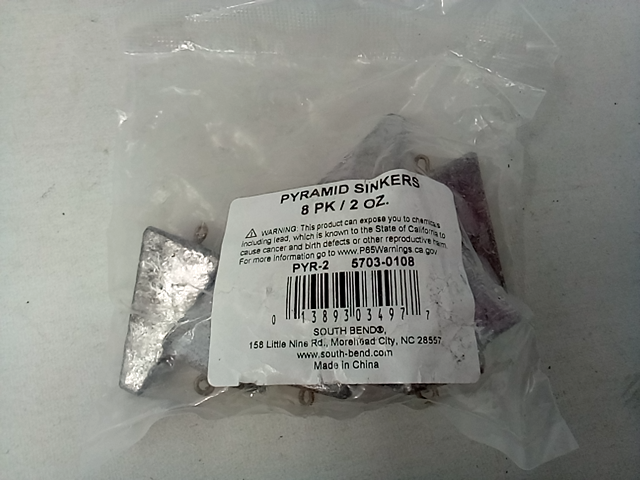 PYRAMID SINKERS
8 PK / 2 OZ.
⚠ WARNING: This product can expose you to chemicals
including lead, which is known to the State of California to
cause cancer and birth defects or other reproductive harm.
For more information go to www.P65Warnings.ca.gov
PYR-2 5703-0108
0 13893 03497 7
SOUTH BEND®,
158 Little Nine Rd., Morehead City, NC 28557
www.south-bend.com
Made in China